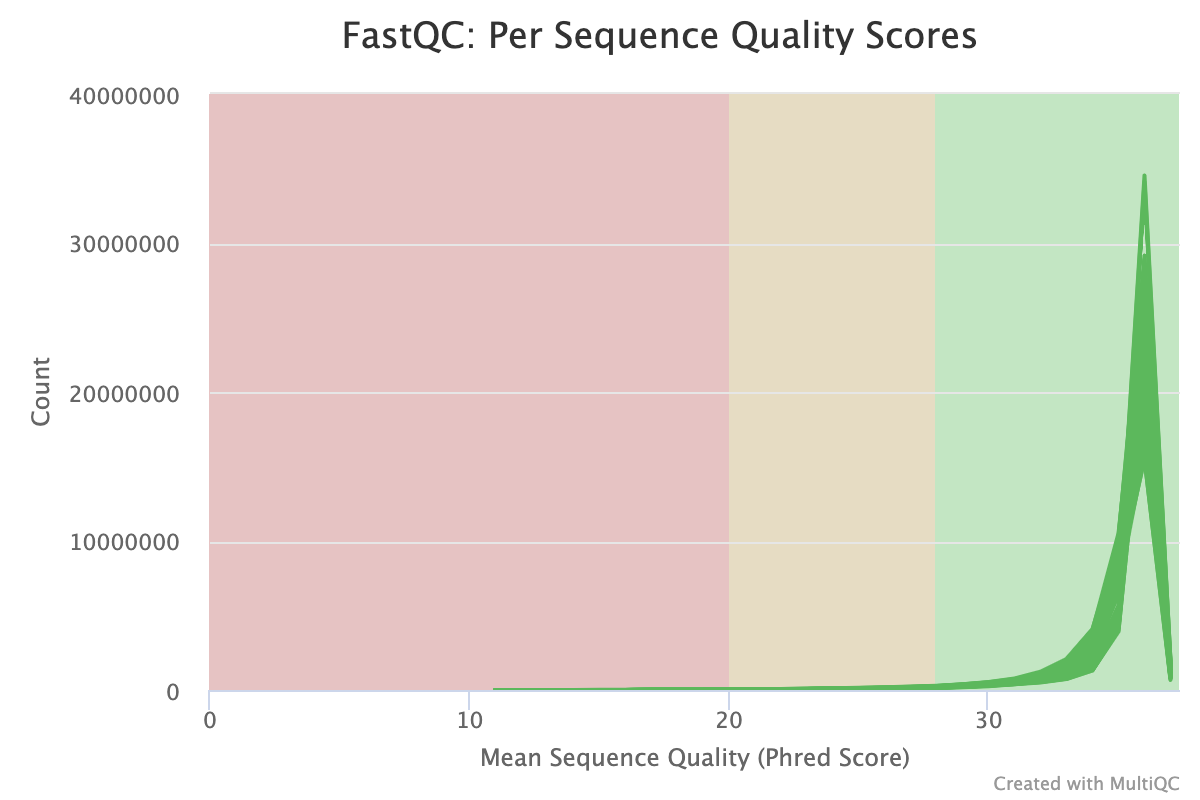 FastQC: Per Sequence Quality Scores
40000000
30000000
20000000
10000000
0
Count
0 10 20 30
Mean Sequence Quality (Phred Score)
Created with MultiQC